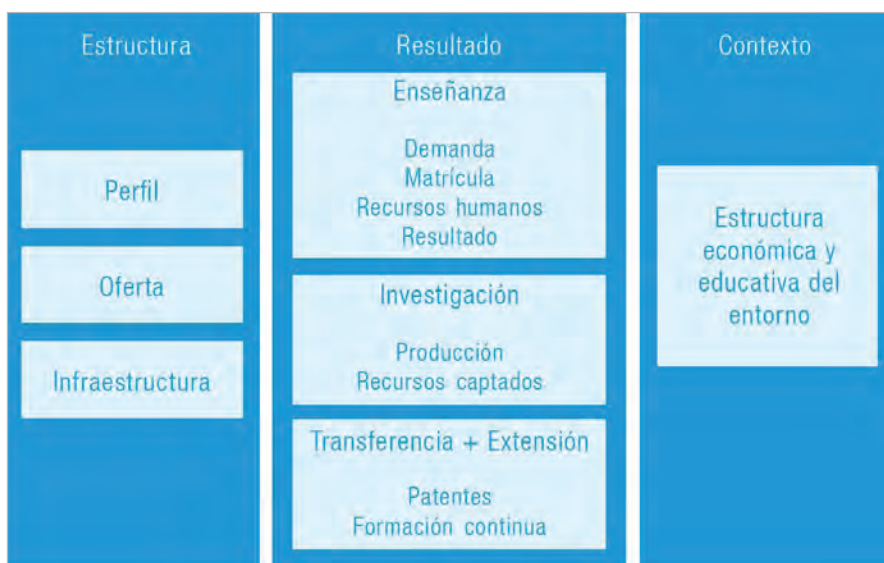 Estructura
Perfil
Oferta
Infraestructura
Resultado
Enseñanza
Demanda
Matrícula
Recursos humanos
Resultado
Investigación
Producción
Recursos captados
Transferencia + Extensión
Patentes
Formación continua
Contexto
Estructura
económica y
educativa del
entorno